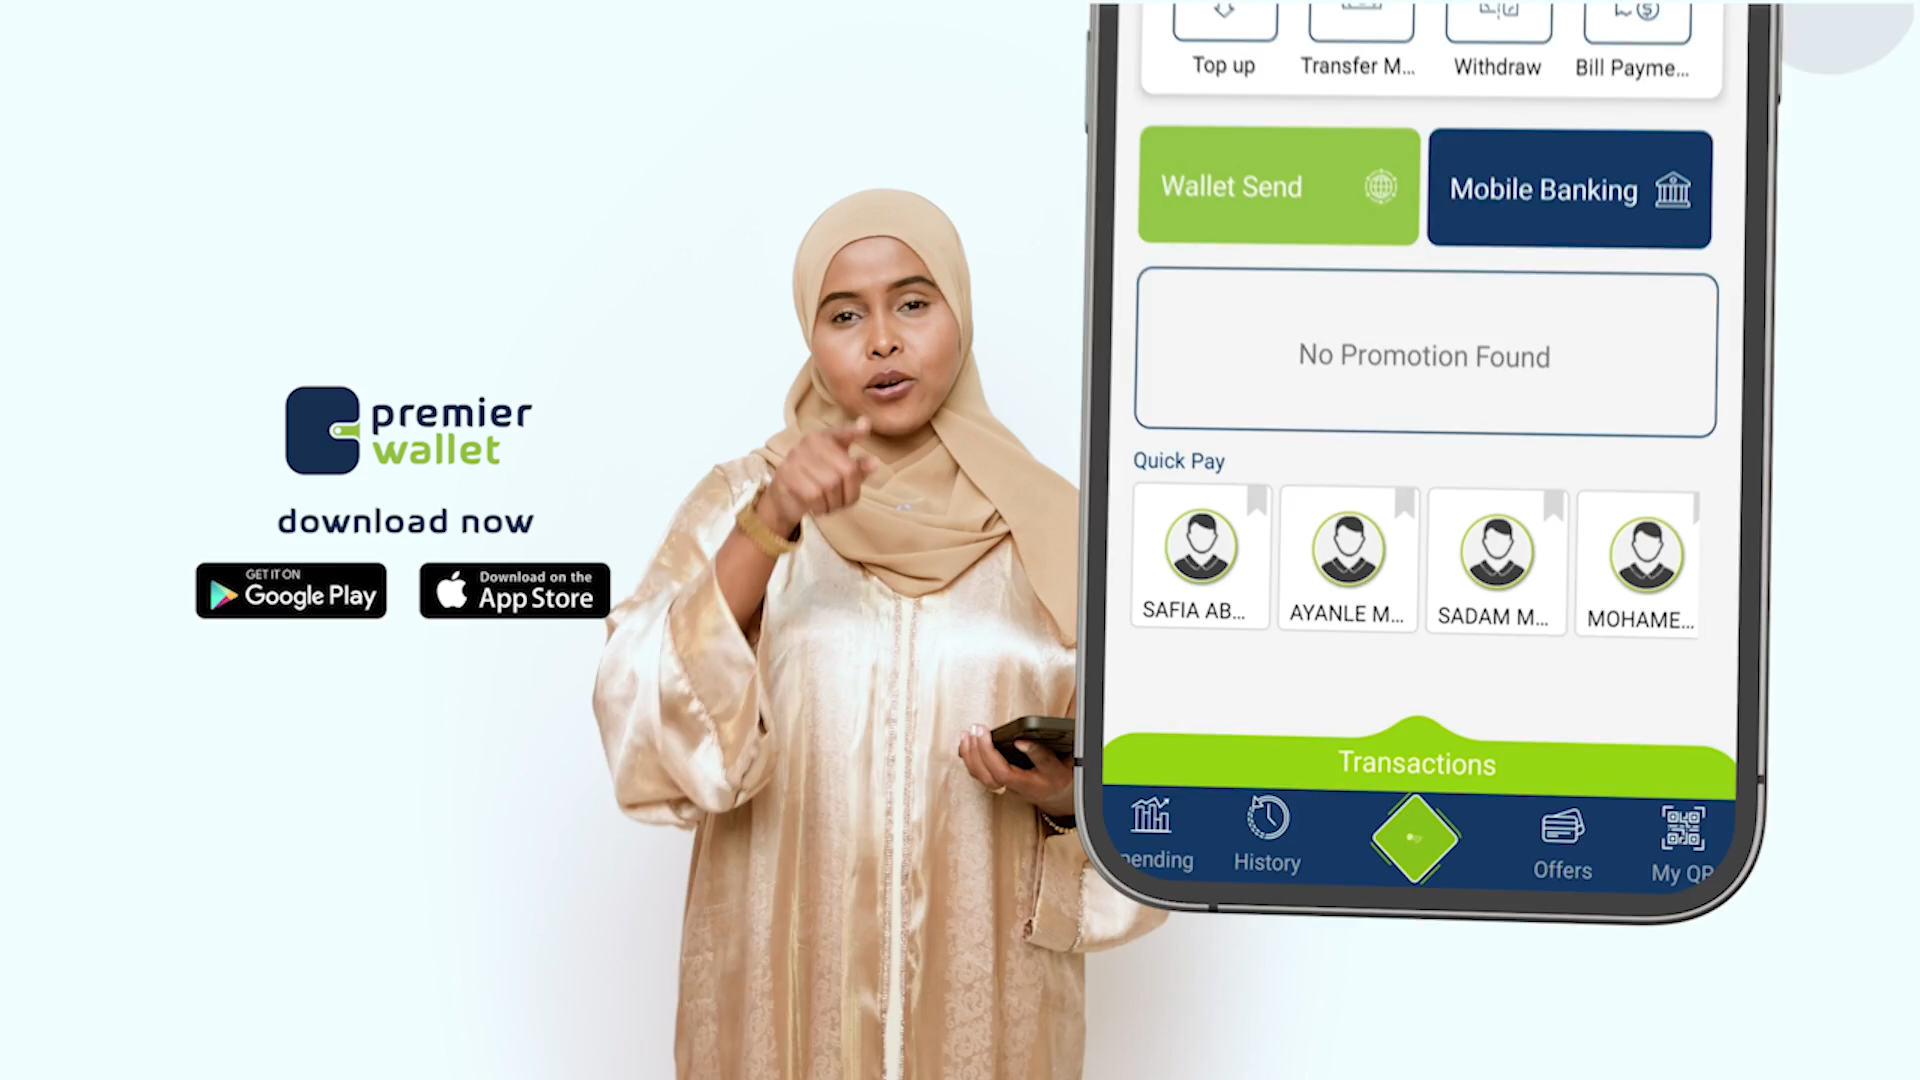 premier
wallet
download now
GET IT ON
Google Play
Download on the
App Store
Top up
Transfer M...
Withdraw
Bill Payme...
Wallet Send
Mobile Banking
No Promotion Found
Quick Pay
SAFIA AB...
AYANLE M...
SADAM M...
MOHAME...
Transactions
pending
History
Offers
My QR